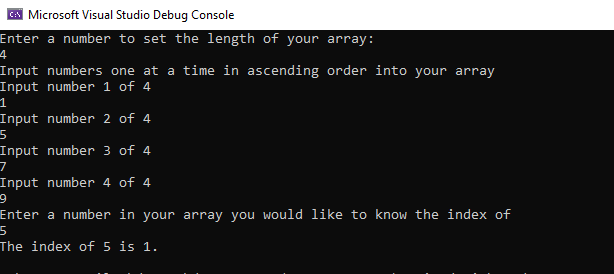 Microsoft Visual Studio Debug Console
Enter a number to set the length of your array:
4
Input numbers one at a time in ascending order into your array
Input number 1 of 4
1
Input number 2 of 4
5
Input number 3 of 4
7
Input number 4 of 4
9
Enter a number in your array you would like to know the index of
5
The index of 5 is 1.